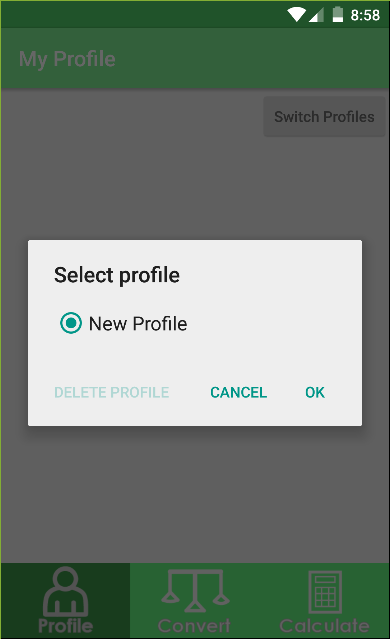 8:58
My Profile
Switch Profiles
Select profile
New Profile
DELETE PROFILE CANCEL OK
Profile Convert Calculate